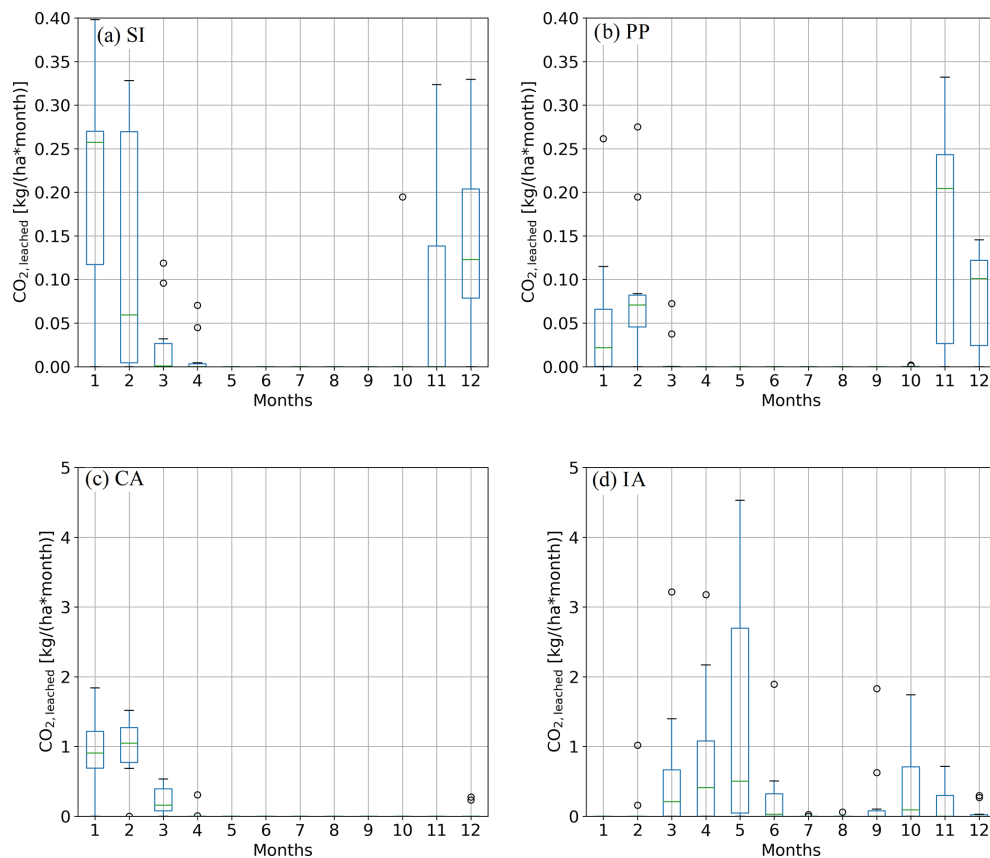 (a) SI
0.40
0.35
0.30
0.25
0.20
0.15
0.10
0.05
0.00
CO2, leached [kg/(ha*month)]
1 2 3 4 5 6 7 8 9 10 11 12
Months
(b) PP
0.40
0.35
0.30
0.25
0.20
0.15
0.10
0.05
0.00
CO2, leached [kg/(ha*month)]
1 2 3 4 5 6 7 8 9 10 11 12
Months
(c) CA
5
4
3
2
1
0
CO2, leached [kg/(ha*month)]
1 2 3 4 5 6 7 8 9 10 11 12
Months
(d) IA
5
4
3
2
1
0
CO2, leached [kg/(ha*month)]
1 2 3 4 5 6 7 8 9 10 11 12
Months